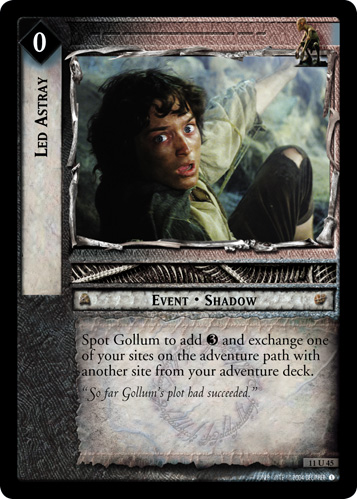 0
LED ASTRAY
EVENT • SHADOW
Spot Gollum to add 3 and exchange one
of your sites on the adventure path with
another site from your adventure deck.
"So far Gollum's plot had succeeded."
11 U 45